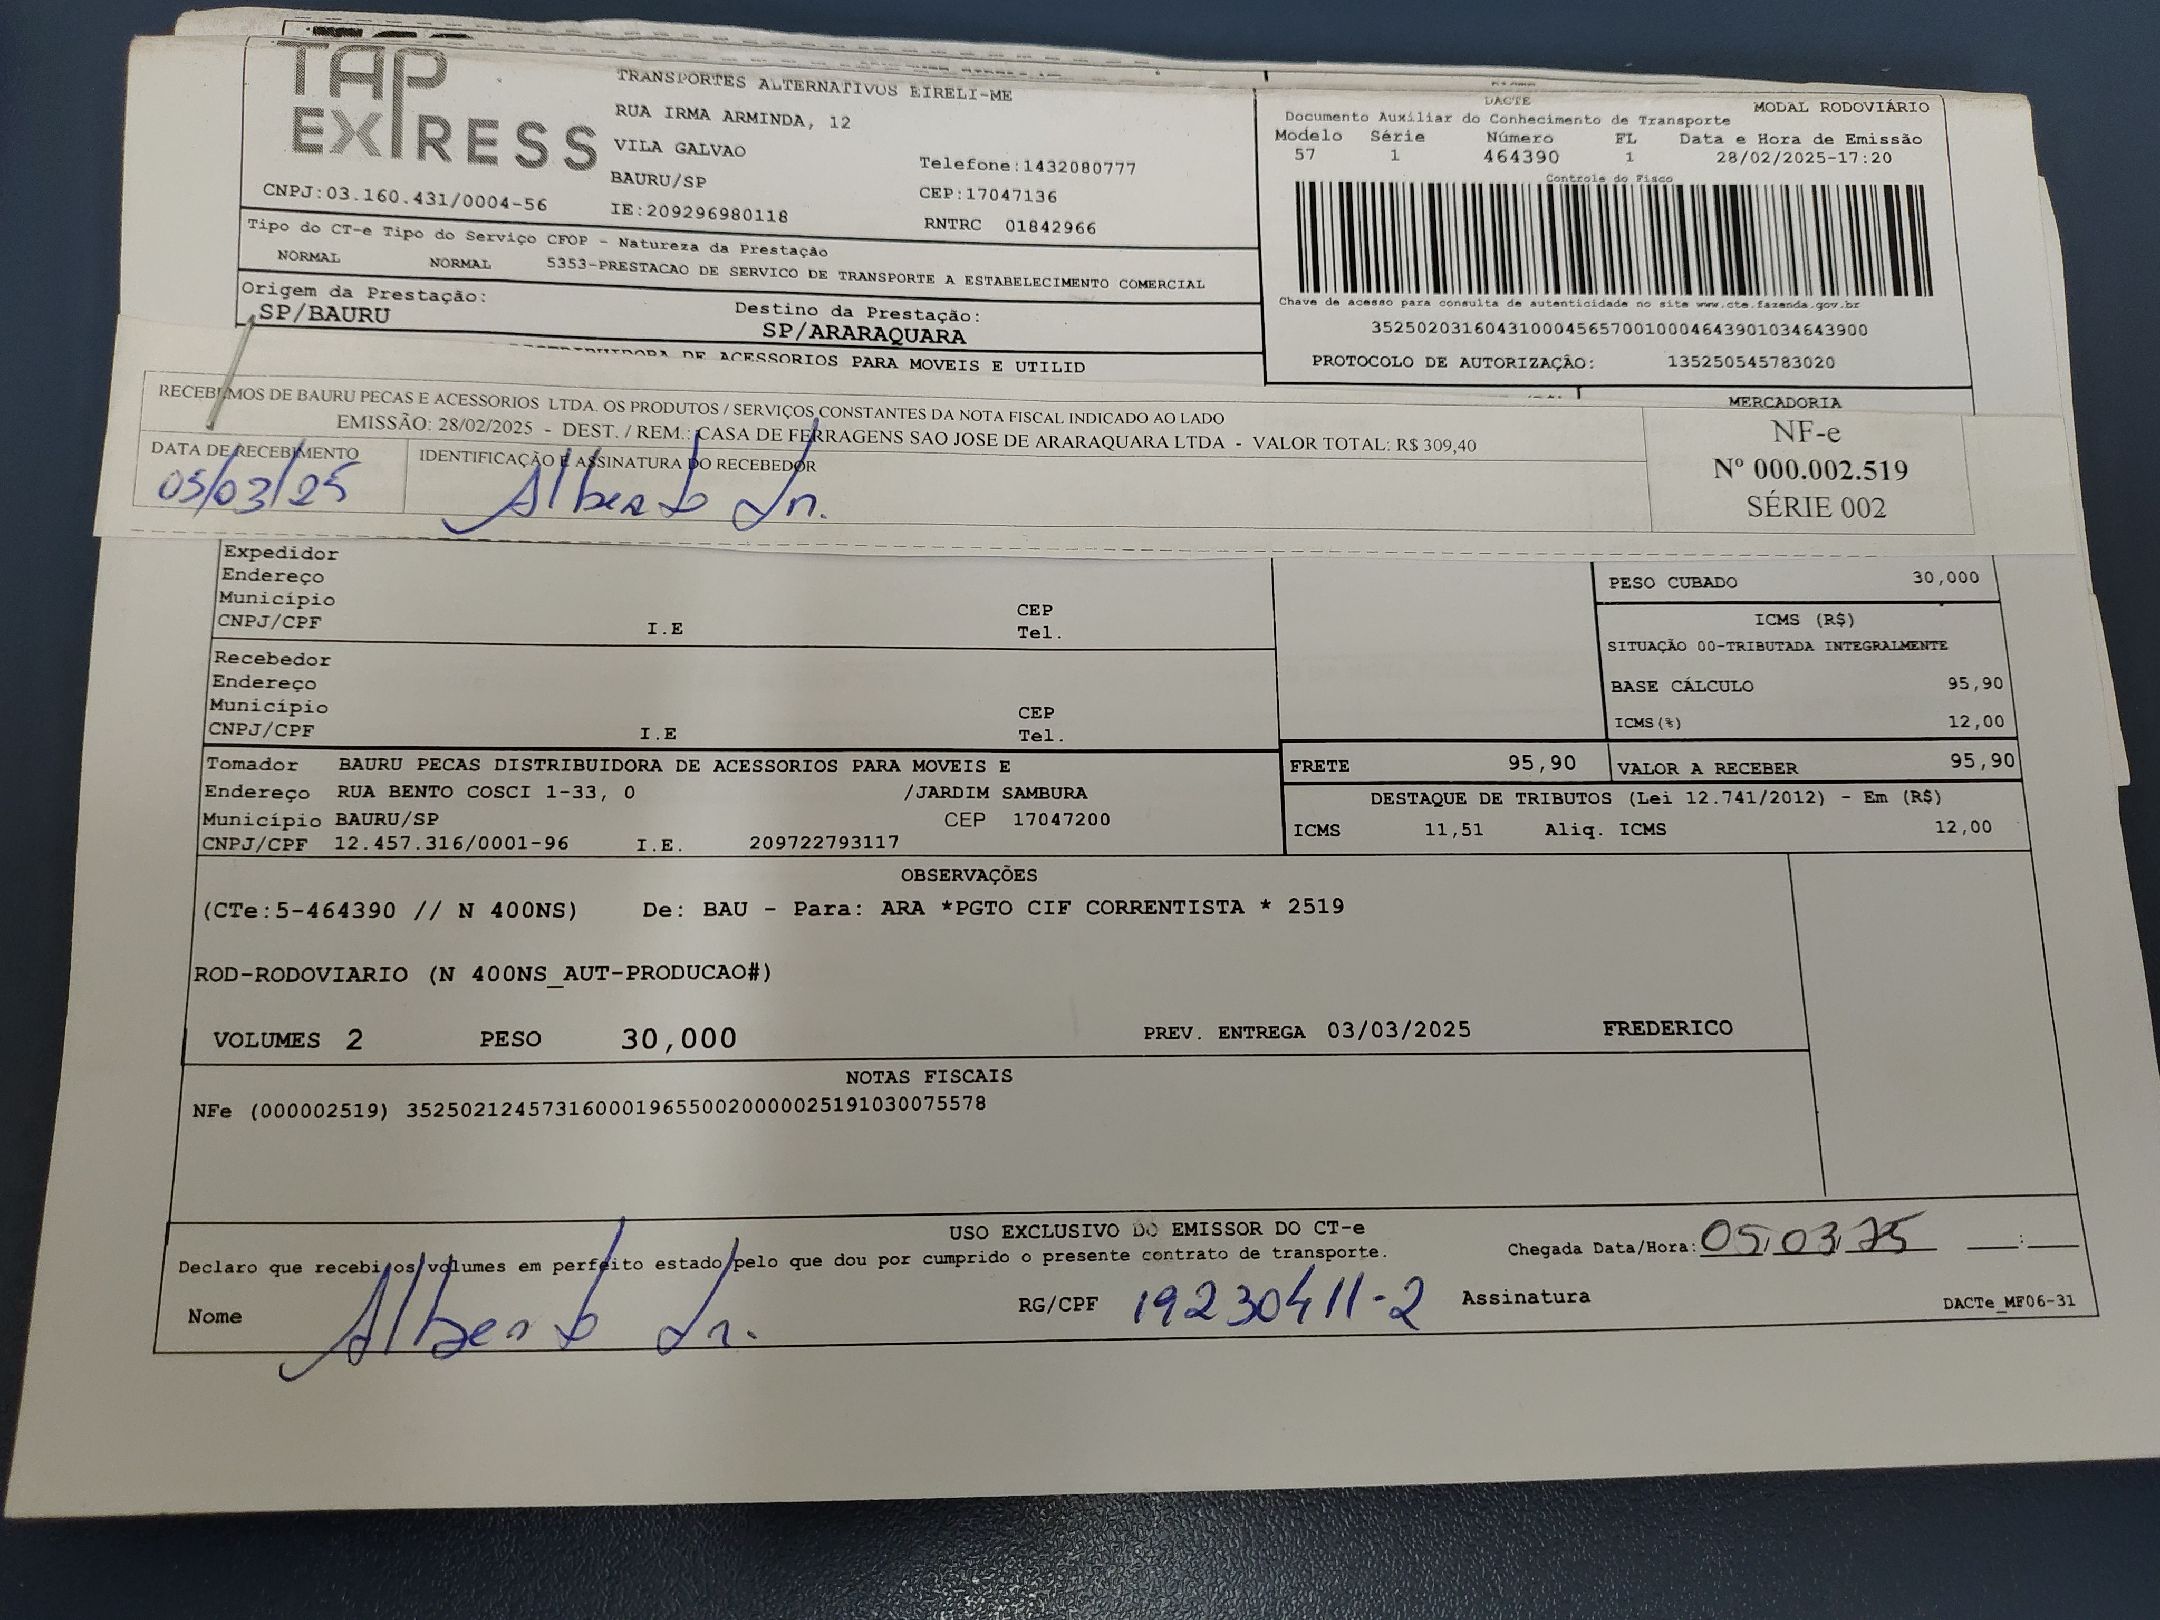 TAP EXPRESS
TRANSPORTES ALTERNATIVOS EIRELI-ME
RUA IRMA ARMINDA, 12
VILA GALVAO
BAURU/SP
IE:209296980118
Telefone:1432080777
CEP:17047136
RNTRC 01842966
CNPJ:03.160.431/0004-56
DACTE
MODAL RODOVIÁRIO
Documento Auxiliar do Conhecimento de Transporte
Modelo Série Número FL Data e Hora de Emissão
57 1 464390 1 28/02/2025-17:20
Controle do Fisco
Chave de acesso para consulta de autenticidade no site www.cte.fazenda.gov.br
35250203160431000456570010004643901034643900
PROTOCOLO DE AUTORIZAÇÃO: 135250545783020
Tipo do CT-e Tipo do Serviço CFOP - Natureza da Prestação
NORMAL NORMAL 5353-PRESTACAO DE SERVICO DE TRANSPORTE A ESTABELECIMENTO COMERCIAL
Origem da Prestação:
SP/BAURU
Destino da Prestação:
SP/ARARAQUARA
DISTRIBUIDORA DE ACESSORIOS PARA MOVEIS E UTILID
MERCADORIA
RECEBEMOS DE BAURU PECAS E ACESSORIOS LTDA. OS PRODUTOS / SERVIÇOS CONSTANTES DA NOTA FISCAL INDICADO AO LADO
EMISSÃO: 28/02/2025 - DEST. / REM.: CASA DE FERRAGENS SAO JOSE DE ARARAQUARA LTDA - VALOR TOTAL: R$ 309,40
DATA DE RECEBIMENTO
05/03/25
IDENTIFICAÇÃO E ASSINATURA DO RECEBEDOR
Alberto Jr.
NF-e
Nº 000.002.519
SÉRIE 002
Expedidor
Endereço
Município CEP
CNPJ/CPF I.E Tel.
Recebedor
Endereço
Município CEP
CNPJ/CPF I.E Tel.
PESO CUBADO 30,000
ICMS (R$)
SITUAÇÃO 00-TRIBUTADA INTEGRALMENTE
BASE CÁLCULO 95,90
ICMS(%) 12,00
Tomador BAURU PECAS DISTRIBUIDORA DE ACESSORIOS PARA MOVEIS E
Endereço RUA BENTO COSCI 1-33, 0 /JARDIM SAMBURA
Município BAURU/SP CEP 17047200
CNPJ/CPF 12.457.316/0001-96 I.E. 209722793117
FRETE 95,90 VALOR A RECEBER 95,90
DESTAQUE DE TRIBUTOS (Lei 12.741/2012) - Em (R$)
ICMS 11,51 Aliq. ICMS 12,00
OBSERVAÇÕES
(CTe:5-464390 // N 400NS) De: BAU - Para: ARA *PGTO CIF CORRENTISTA * 2519
ROD-RODOVIARIO (N 400NS_AUT-PRODUCAO#)
VOLUMES 2 PESO 30,000 PREV. ENTREGA 03/03/2025 FREDERICO
NOTAS FISCAIS
NFe (000002519) 35250212457316000196550020000025191030075578
USO EXCLUSIVO DO EMISSOR DO CT-e
Declaro que recebi os volumes em perfeito estado pelo que dou por cumprido o presente contrato de transporte.
Chegada Data/Hora: 05/03/25 __:__
Nome Alberto Jr. RG/CPF 19230411-2 Assinatura
DACTe_MF06-31